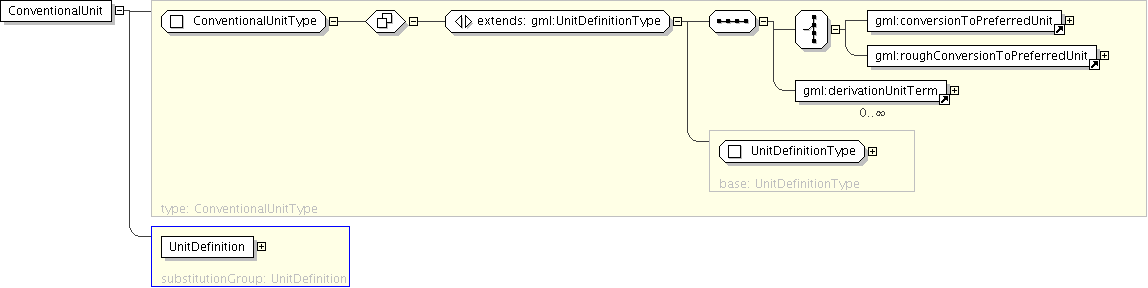 ConventionalUnit
ConventionalUnitType
extends: gml:UnitDefinitionType
gml:conversionToPreferredUnit
gml:roughConversionToPreferredUnit
gml:derivationUnitTerm
0..∞
UnitDefinitionType
base: UnitDefinitionType
type: ConventionalUnitType
UnitDefinition
substitutionGroup: UnitDefinition